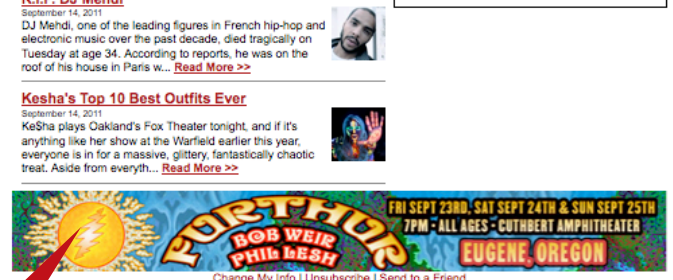 R.I.P. DJ Mehdi
September 14, 2011
DJ Mehdi, one of the leading figures in French hip-hop and
electronic music over the past decade, died tragically on
Tuesday at age 34. According to reports, he was on the
roof of his house in Paris w... Read More >>
Kesha's Top 10 Best Outfits Ever
September 14, 2011
Ke$ha plays Oakland's Fox Theater tonight, and if it's
anything like her show at the Warfield earlier this year,
everyone is in for a massive, glittery, fantastically chaotic
treat. Aside from everyth... Read More >>
FURTHUR
BOB WEIR
PHIL LESH
FRI SEPT 23RD, SAT SEPT 24TH & SUN SEPT 25TH
7PM - ALL AGES - CUTHBERT AMPHITHEATER
EUGENE, OREGON
Change My Info | Unsubscribe | Send to a Friend